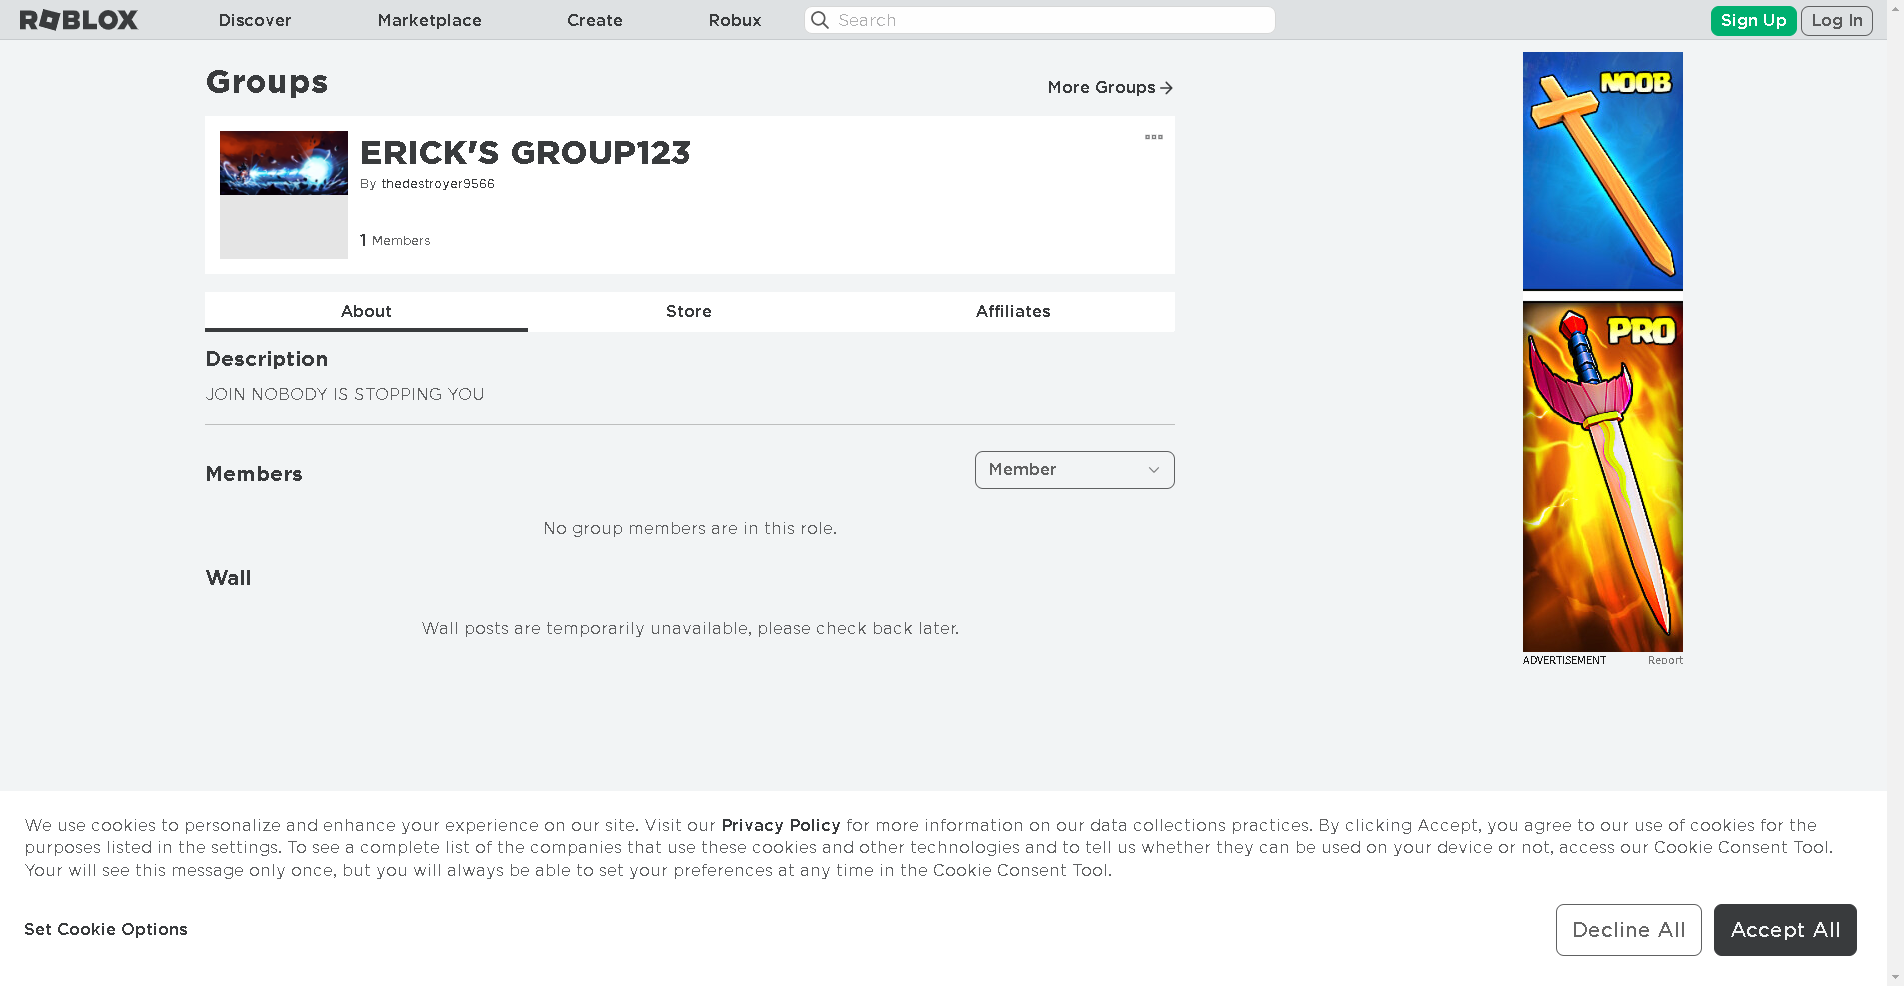 ROBLOX
Discover
Marketplace
Create
Robux
Search
Sign Up
Log In
Groups
More Groups
ERICK'S GROUP123
By thedestroyer9566
1 Members
About
Store
Affiliates
Description
JOIN NOBODY IS STOPPING YOU
Members
Member
No group members are in this role.
Wall
Wall posts are temporarily unavailable, please check back later.
NOOB
PRO
ADVERTISEMENT
Report
We use cookies to personalize and enhance your experience on our site. Visit our Privacy Policy for more information on our data collections practices. By clicking Accept, you agree to our use of cookies for the
purposes listed in the settings. To see a complete list of the companies that use these cookies and other technologies and to tell us whether they can be used on your device or not, access our Cookie Consent Tool.
Your will see this message only once, but you will always be able to set your preferences at any time in the Cookie Consent Tool.
Set Cookie Options
Decline All
Accept All